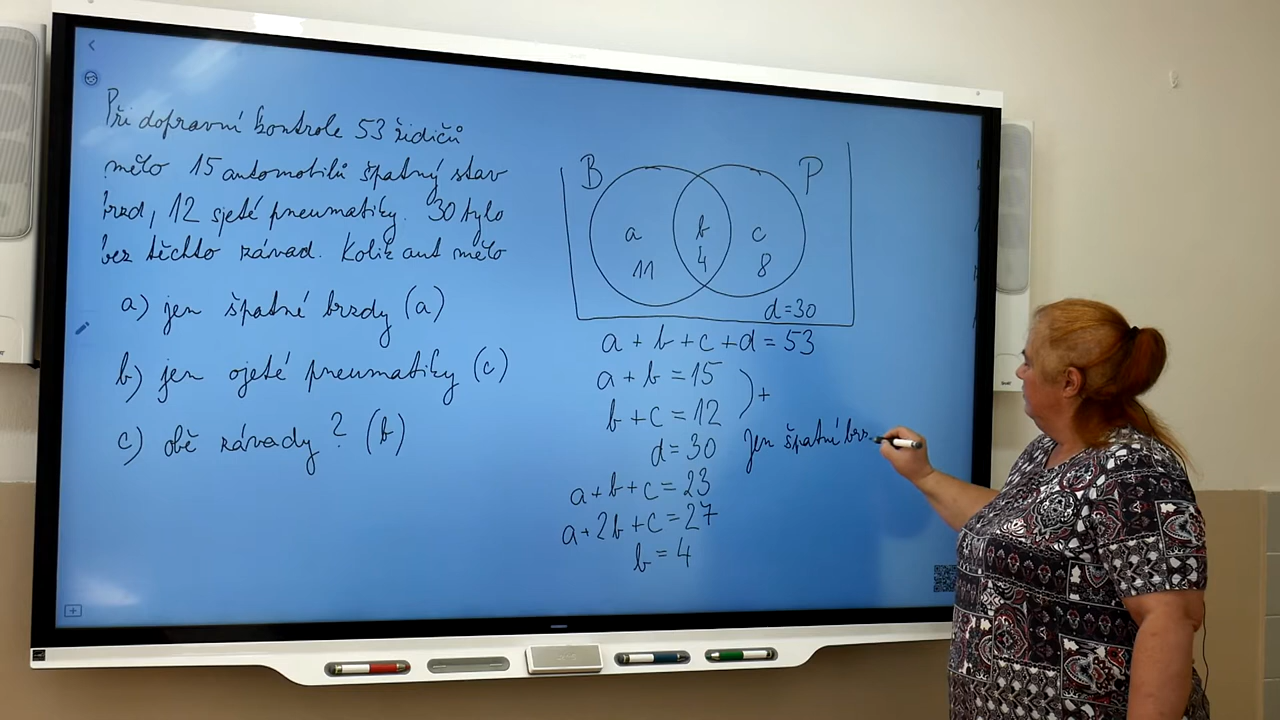 Při dopravní kontrole 53 řidičů
mělo 15 automobilů špatný stav
brzd, 12 sjeté pneumatiky. 30 bylo
bez těchto závad. Kolik aut mělo
a) jen špatné brzdy (a)
b) jen ojeté pneumatiky (c)
c) obě závady? (b)
B P
a b c
11 4 8
d = 30
a + b + c + d = 53
a + b = 15
b + c = 12
) +
d = 30
Jen špatní brz
a + b + c = 23
a + 2b + c = 27
b = 4